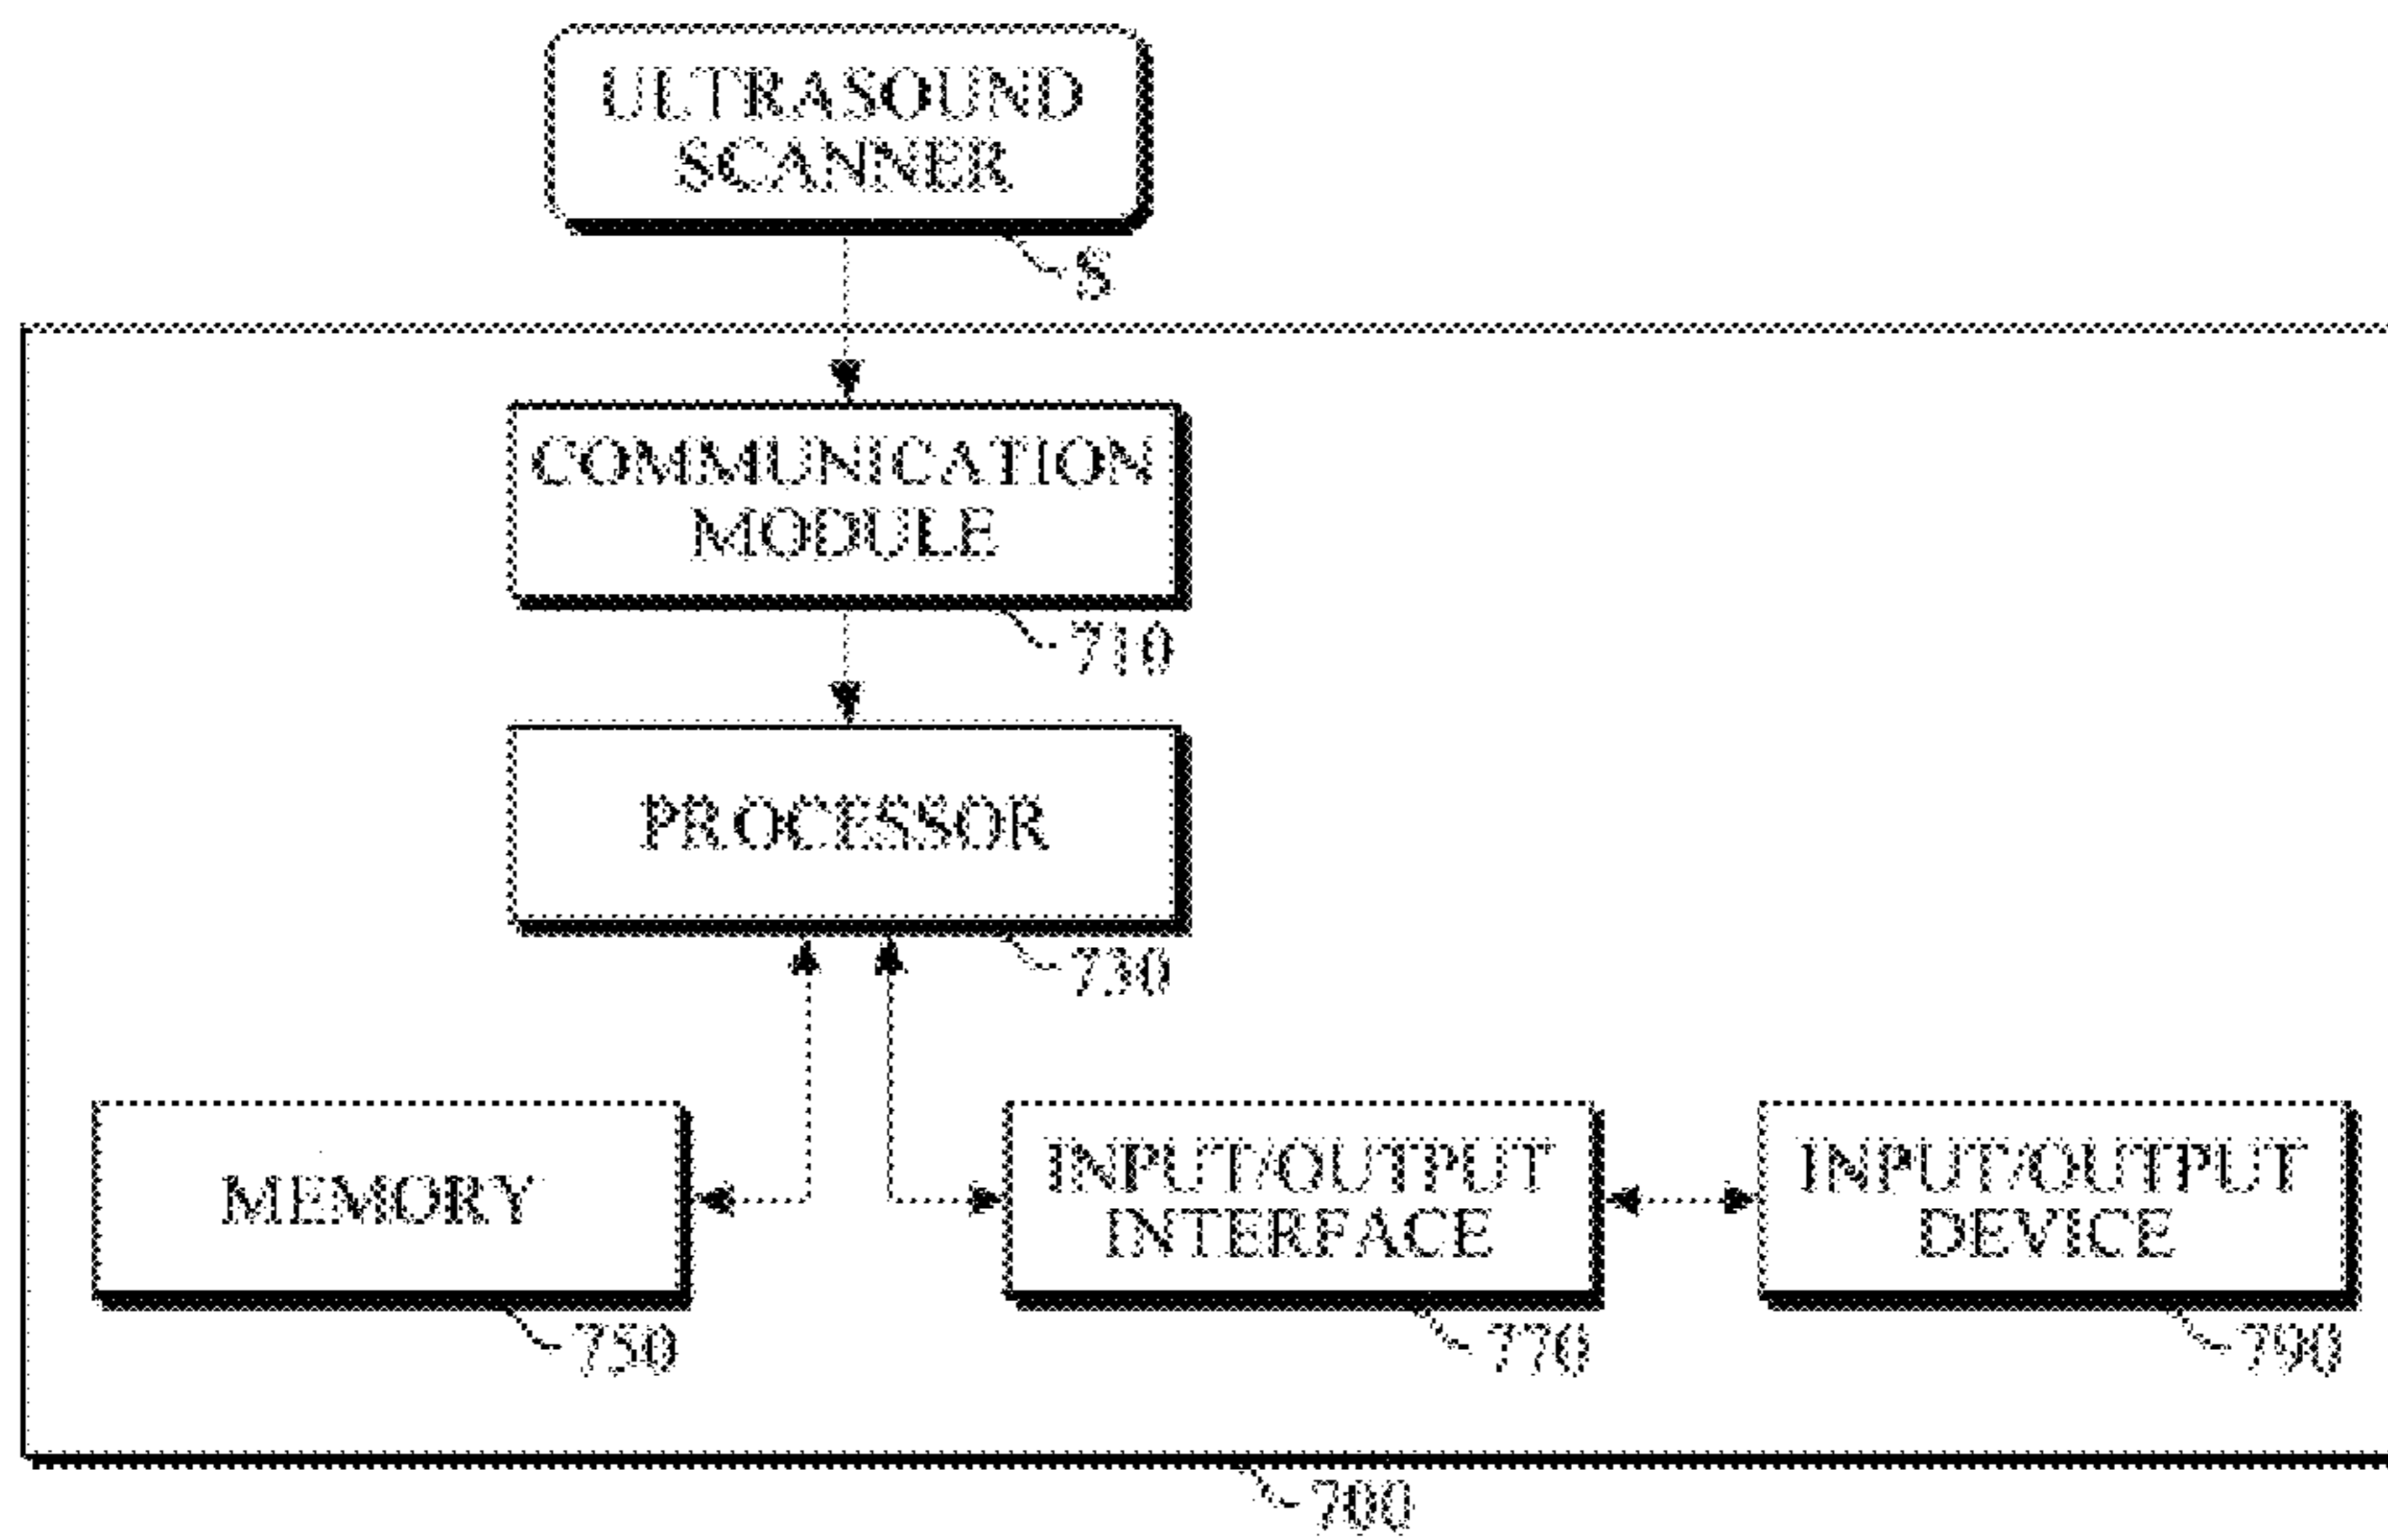 ULTRASOUND
SCANNER
S
COMMUNICATION
MODULE
710
PROCESSOR
730
MEMORY
750
INPUT/OUTPUT
INTERFACE
770
INPUT/OUTPUT
DEVICE
790
700